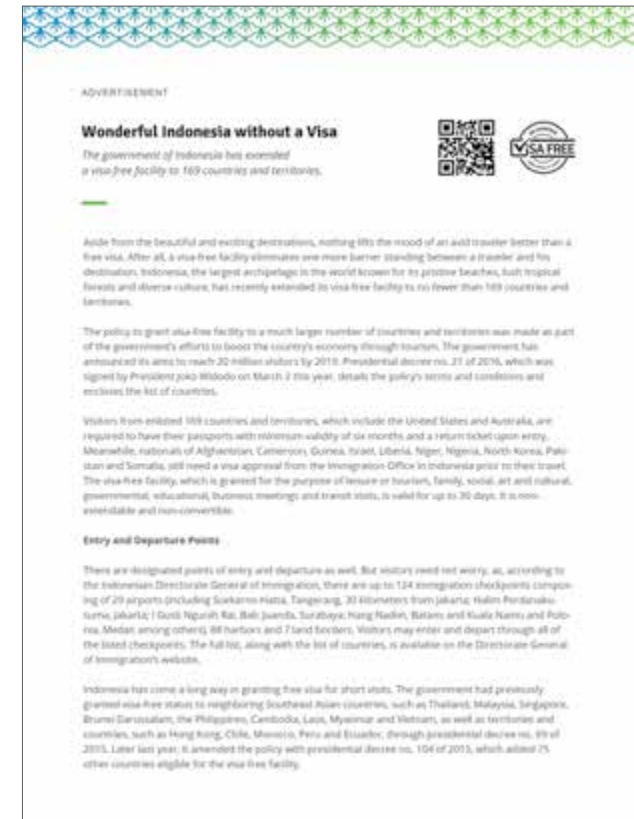 ADVERTISEMENT
Wonderful Indonesia without a Visa
The government of Indonesia has extended
a visa-free facility to 169 countries and territories.
VISA FREE
Aside from the beautiful and exciting destinations, nothing lifts the mood of an avid traveler better than a
free visa. After all, a visa-free facility eliminates one more barrier standing between a traveler and his
destination. Indonesia, the largest archipelago in the world known for its pristine beaches, lush tropical
forests and diverse culture, has recently extended its visa-free facility to no fewer than 169 countries and
territories.
The policy to grant visa-free facility to a much larger number of countries and territories was made as part
of the government's efforts to boost the country's economy through tourism. The government has
announced its aims to reach 20 million visitors by 2019. Presidential decree no. 21 of 2016, which was
signed by President Joko Widodo on March 2 this year, details the policy's terms and conditions and
encloses the list of countries.
Visitors from enlisted 169 countries and territories, which include the United States and Australia, are
required to have their passports with minimum validity of six months and a return ticket upon entry.
Meanwhile, nationals of Afghanistan, Cameroon, Guinea, Israel, Liberia, Niger, Nigeria, North Korea, Paki-
stan and Somalia, still need a visa approval from the Immigration Office in Indonesia prior to their travel.
The visa-free facility, which is granted for the purpose of leisure or tourism, family, social, art and cultural,
governmental, educational, business meetings and transit visits, is valid for up to 30 days. It is non-
extendable and non-convertible.
Entry and Departure Points
There are designated points of entry and departure as well. But visitors need not worry, as, according to
the Indonesian Directorate General of Immigration, there are up to 124 immigration checkpoints compos-
ing of 29 airports (including Soekarno Hatta, Tangerang, 30 kilometers from Jakarta; Halim Perdanaku-
suma, Jakarta; I Gusti Ngurah Rai, Bali; Juanda, Surabaya; Hang Nadim, Batam; and Kuala Namu and Polo-
nia, Medan among others), 88 harbors and 7 land borders. Visitors may enter and depart through all of
the listed checkpoints. The full list, along with the list of countries, is available on the Directorate General
of Immigration's website.
Indonesia has come a long way in granting free visa for short visits. The government had previously
granted visa-free status to neighboring Southeast Asian countries, such as Thailand, Malaysia, Singapore,
Brunei Darussalam, the Philippines, Cambodia, Laos, Myanmar and Vietnam, as well as territories and
countries, such as Hong Kong, Chile, Morocco, Peru and Ecuador, through presidential decree no. 69 of
2015. Later last year, it amended the policy with presidential decree no. 104 of 2015, which added 75
other countries eligible for the visa-free facility.